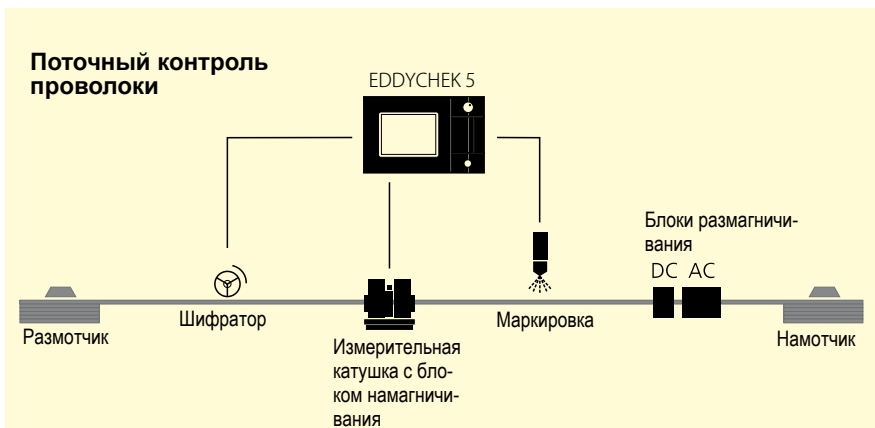 Поточный контроль
проволоки
EDDYCHEK 5
Блоки размагничи-
вания
DC AC
Размотчик
Шифратор
Измерительная
катушка с бло-
ком намагничи-
вания
Маркировка
Намотчик